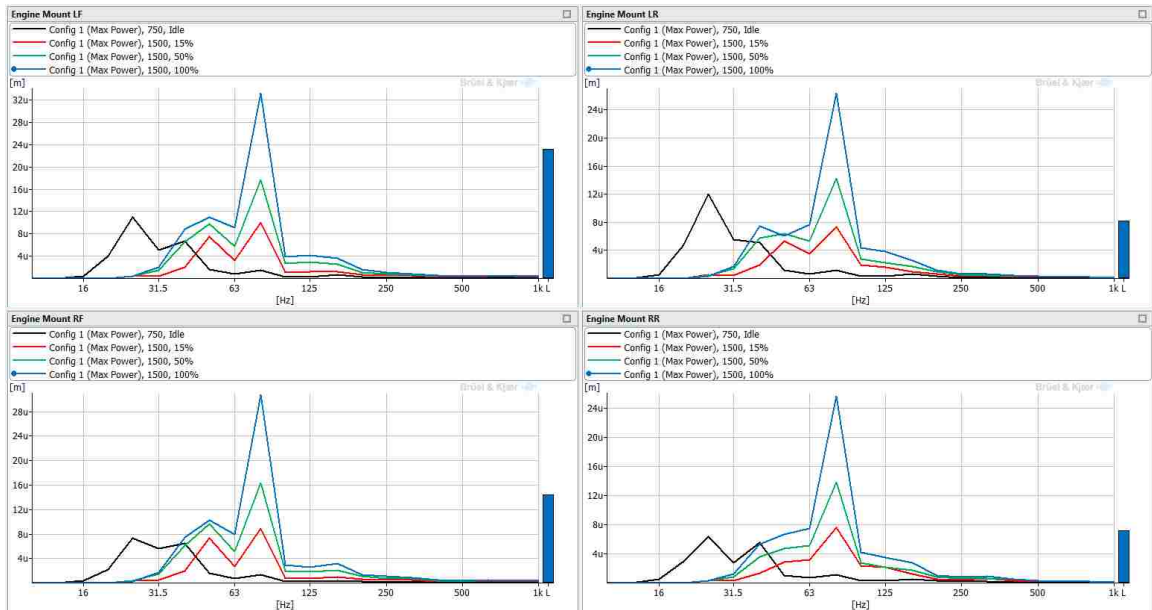 Engine Mount LF
Config 1 (Max Power), 750, Idle
Config 1 (Max Power), 1500, 15%
Config 1 (Max Power), 1500, 50%
Config 1 (Max Power), 1500, 100%
[m]
Brüel & Kjær
32u
28u
24u
20u
16u
12u
8u
4u
16 31.5 63 125 250 500 1k L
[Hz]
Engine Mount LR
Config 1 (Max Power), 750, Idle
Config 1 (Max Power), 1500, 15%
Config 1 (Max Power), 1500, 50%
Config 1 (Max Power), 1500, 100%
[m]
Brüel & Kjær
24u
20u
16u
12u
8u
4u
16 31.5 63 125 250 500 1k L
[Hz]
Engine Mount RF
Config 1 (Max Power), 750, Idle
Config 1 (Max Power), 1500, 15%
Config 1 (Max Power), 1500, 50%
Config 1 (Max Power), 1500, 100%
[m]
Brüel & Kjær
28u
24u
20u
16u
12u
8u
4u
16 31.5 63 125 250 500 1k L
[Hz]
Engine Mount RR
Config 1 (Max Power), 750, Idle
Config 1 (Max Power), 1500, 15%
Config 1 (Max Power), 1500, 50%
Config 1 (Max Power), 1500, 100%
[m]
Brüel & Kjær
24u
20u
16u
12u
8u
4u
16 31.5 63 125 250 500 1k L
[Hz]